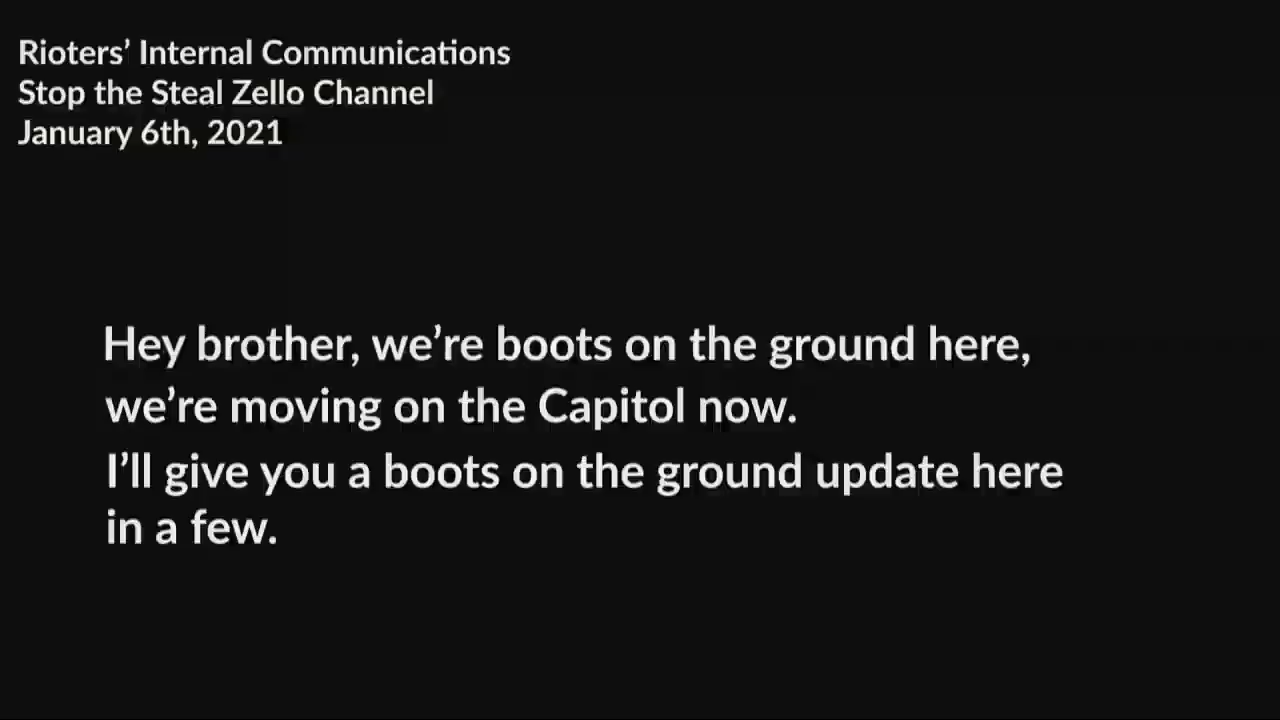 Rioters’ Internal Communications
Stop the Steal Zello Channel
January 6th, 2021
Hey brother, we’re boots on the ground here,
we’re moving on the Capitol now.
I’ll give you a boots on the ground update here
in a few.